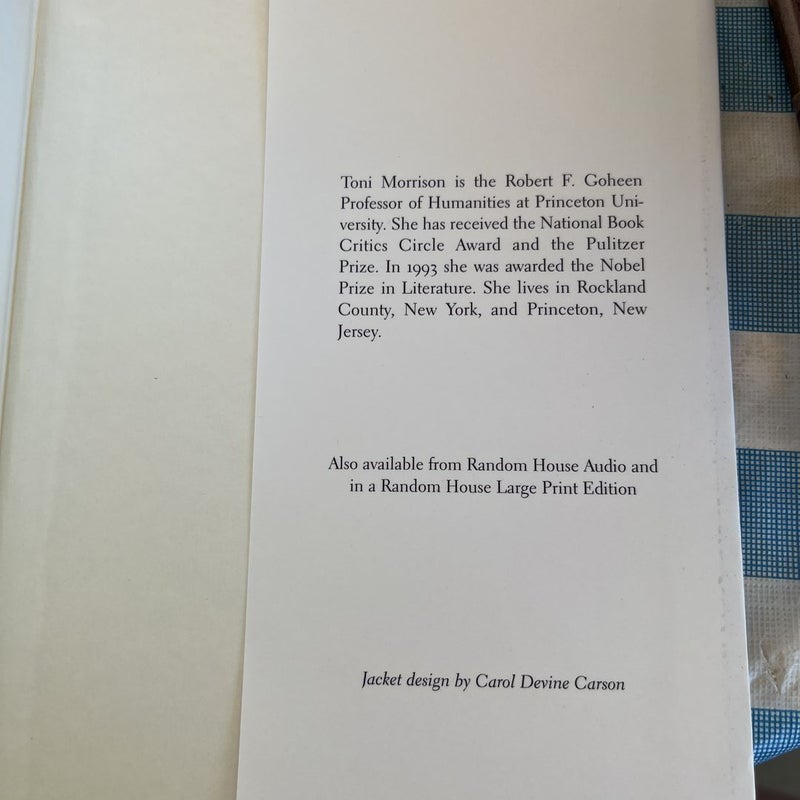 Toni Morrison is the Robert F. Goheen
Professor of Humanities at Princeton Uni-
versity. She has received the National Book
Critics Circle Award and the Pulitzer
Prize. In 1993 she was awarded the Nobel
Prize in Literature. She lives in Rockland
County, New York, and Princeton, New
Jersey.
Also available from Random House Audio and
in a Random House Large Print Edition
Jacket design by Carol Devine Carson